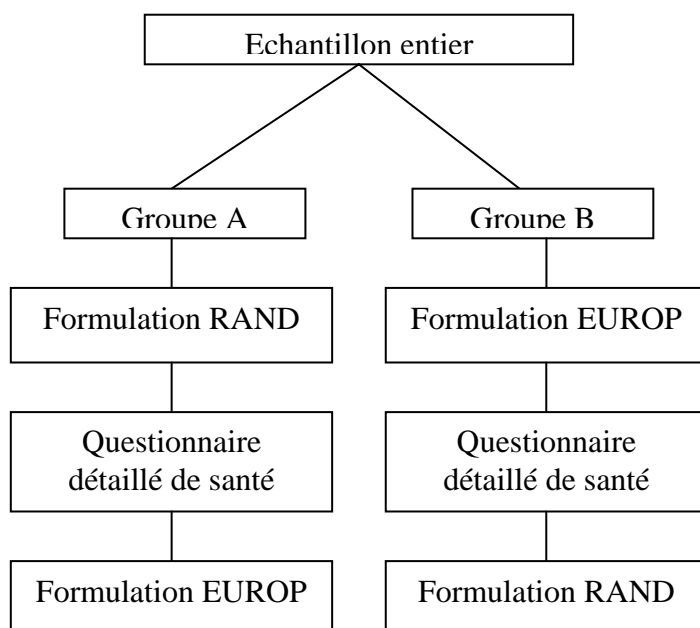 Echantillon entier
Groupe A
Groupe B
Formulation RAND
Formulation EUROP
Questionnaire
détaillé de santé
Questionnaire
détaillé de santé
Formulation EUROP
Formulation RAND